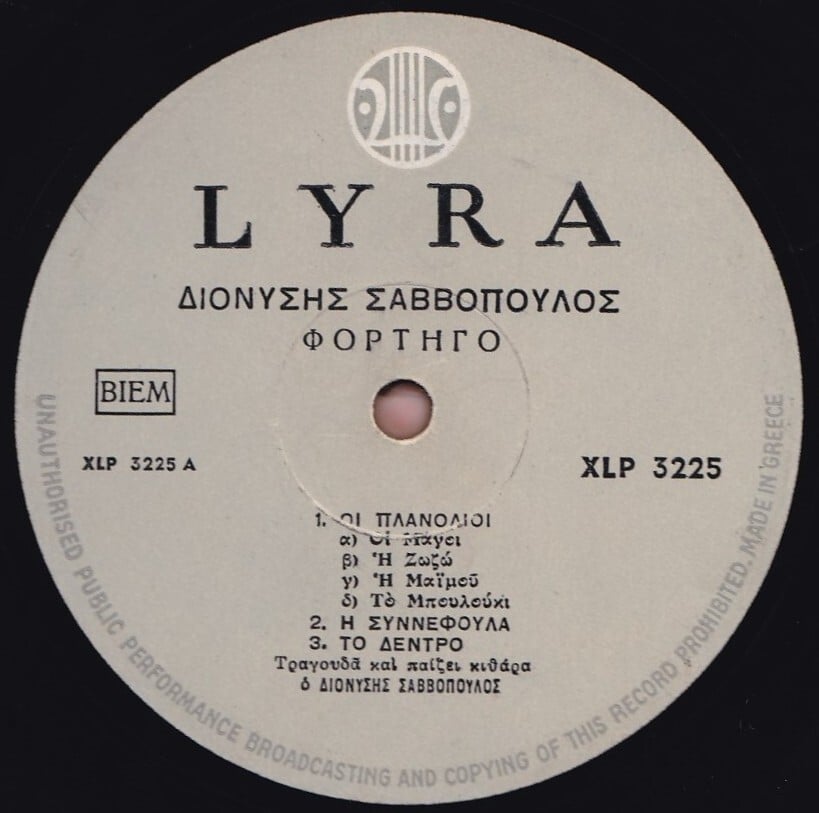 LYRA
ΔΙΟΝΥΣΗΣ ΣΑΒΒΟΠΟΥΛΟΣ
ΦΟΡΤΗΓΟ
BIEM
XLP 3225 A
XLP 3225
1. ΟΙ ΠΛΑΝΟΔΙΟΙ
α) Οἱ Μάγοι
β) Ἡ Ζωζώ
γ) Ἡ Μαϊμοῦ
δ) Τὸ Μπουλούκι
2. Η ΣΥΝΝΕΦΟΥΛΑ
3. ΤΟ ΔΕΝΤΡΟ
Τραγουδᾶ καὶ παίζει κιθάρα
ὁ ΔΙΟΝΥΣΗΣ ΣΑΒΒΟΠΟΥΛΟΣ
UNAUTHORISED PUBLIC PERFORMANCE BROADCASTING AND COPYING OF THIS RECORD PROHIBITED. MADE IN GREECE